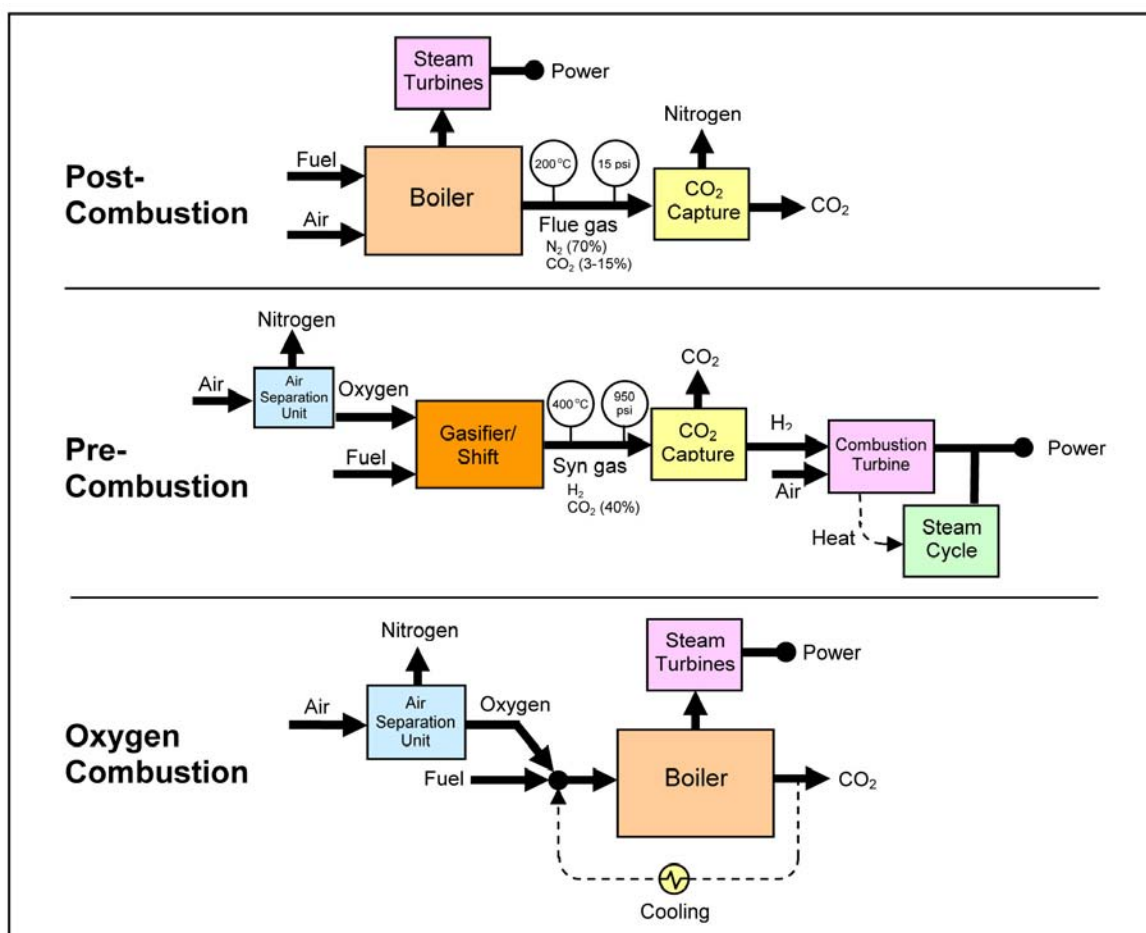 Post-
Combustion
Steam
Turbines
Power
Fuel
Air
Boiler
200°C
15 psi
Flue gas
N₂ (70%)
CO₂ (3-15%)
Nitrogen
CO₂
Capture
CO₂
Pre-
Combustion
Nitrogen
Air
Air
Separation
Unit
Oxygen
Fuel
Gasifier/
Shift
400°C
950
psi
Syn gas
H₂
CO₂ (40%)
CO₂
CO₂
Capture
H₂
Air
Combustion
Turbine
Power
Heat
Steam
Cycle
Oxygen
Combustion
Nitrogen
Air
Air
Separation
Unit
Oxygen
Fuel
Steam
Turbines
Power
Boiler
CO₂
Cooling